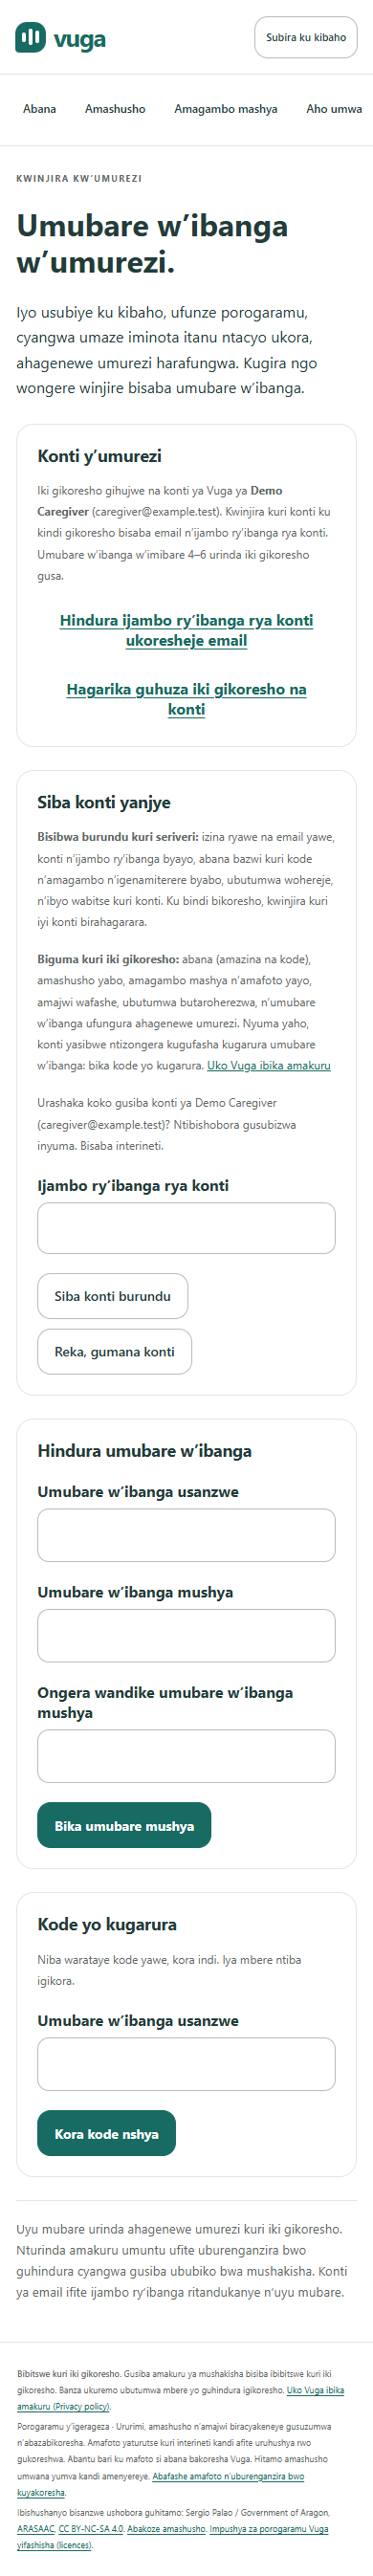 vuga
Subira ku kibaho
Abana
Amashusho
Amagambo mashya
Aho umwa
KWINJIRA KW’UMUREZI
Umubare w’ibanga
w’umurezi.
Iyo usubiye ku kibaho, ufunze porogaramu,
cyangwa umaze iminota itanu ntacyo ukora,
ahagenewe umurezi harafungwa. Kugira ngo
wongere winjire bisaba umubare w’ibanga.
Konti y’umurezi
Iki gikoresho gihujwe na konti ya Vuga ya Demo
Caregiver (caregiver@example.test). Kwinjira kuri konti ku
kindi gikoresho bisaba email n’ijambo ry’ibanga rya konti.
Umubare w’ibanga w’imibare 4–6 urinda iki gikoresho
gusa.
Hindura ijambo ry’ibanga rya konti
ukoresheje email
Hagarika guhuza iki gikoresho na
konti
Siba konti yanjye
Bisibwa burundu kuri seriveri: izina ryawe na email yawe,
konti n’ijambo ry’ibanga byayo, abana bazwi kuri kode
n’amagambo n’igenamiterere byabo, ubutumwa wohereje,
n’ibyo wabitse kuri konti. Ku bindi bikoresho, kwinjira kuri
iyi konti birahagarara.
Biguma kuri iki gikoresho: abana (amazina na kode),
amashusho yabo, amagambo mashya n’amafoto yayo,
amajwi wafashe, ubutumwa butaroherezwa, n’umubare
w’ibanga ufungura ahagenewe umurezi. Nyuma yaho,
konti yasibwe ntizongera kugufasha kugarura umubare
w’ibanga: bika kode yo kugarura. Uko Vuga ibika amakuru
Urashaka koko gusiba konti ya Demo Caregiver
(caregiver@example.test)? Ntibishobora gusubizwa
inyuma. Bisaba interineti.
Ijambo ry’ibanga rya konti
Siba konti burundu
Reka, gumana konti
Hindura umubare w’ibanga
Umubare w’ibanga usanzwe
Umubare w’ibanga mushya
Ongera wandike umubare w’ibanga
mushya
Bika umubare mushya
Kode yo kugarura
Niba warataye kode yawe, kora indi. Iya mbere ntiba
igikora.
Umubare w’ibanga usanzwe
Kora kode nshya
Uyu mubare urinda ahagenewe umurezi kuri iki gikoresho.
Nturinda amakuru umuntu ufite uburenganzira bwo
guhindura cyangwa gusiba ububiko bwa mushakisha. Konti
ya email ifite ijambo ry’ibanga ritandukanye n’uyu mubare.
Bibitswe kuri iki gikoresho. Gusiba amakuru ya mushakisha bisiba ibibitswe kuri iki
gikoresho. Banza ukuremo ubutumwa mbere yo guhindura igikoresho. Uko Vuga ibika
amakuru (Privacy policy).
Porogaramu y’igerageza · Ururimi, amashusho n’amajwi biracyakeneye gusuzumwa
n’abazabikoresha. Amafoto yaturutse kuri interineti kandi afite uruhushya rwo
gukoreshwa. Abantu bari ku mafoto si abana bakoresha Vuga. Hitamo amashusho
umwana yumva kandi amenyereye. Abafashe amafoto n’uburenganzira bwo
kuyakoresha.
Ibishushanyo bisanzwe ushobora guhitamo: Sergio Palao / Government of Aragon,
ARASAAC, CC BY-NC-SA 4.0. Abakoze amashusho. Impushya za porogaramu Vuga
yifashisha (licences).